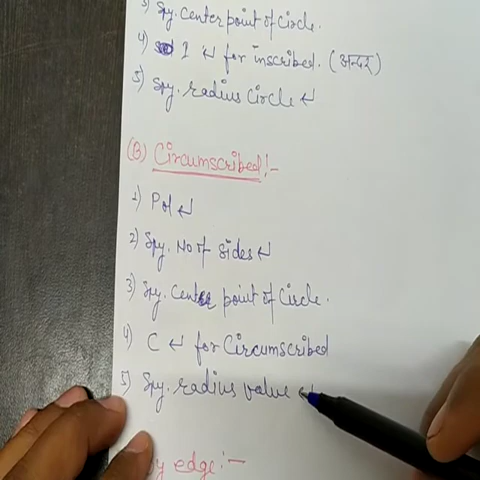 3) Spy. Center point of Circle.
4) I ↵ for inscribed. (अन्दर)
5) Spy. radius Circle ↵
(B) Circumscribed:-
1) Pol ↵
2) Spy. No of sides ↵
3) Spy. Center point of Circle.
4) C ↵ for Circumscribed
5) Spy. radius value ↵
y edge:-